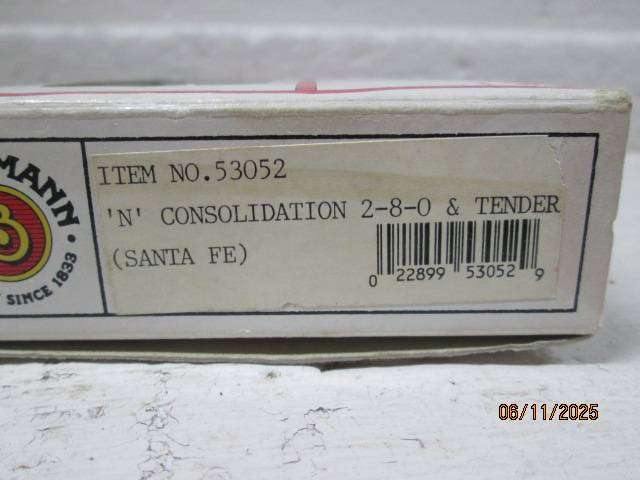 MANN
SINCE 1833
ITEM NO.53052
'N' CONSOLIDATION 2-8-0 & TENDER
(SANTA FE)
0 22899 53052 9
06/11/2025